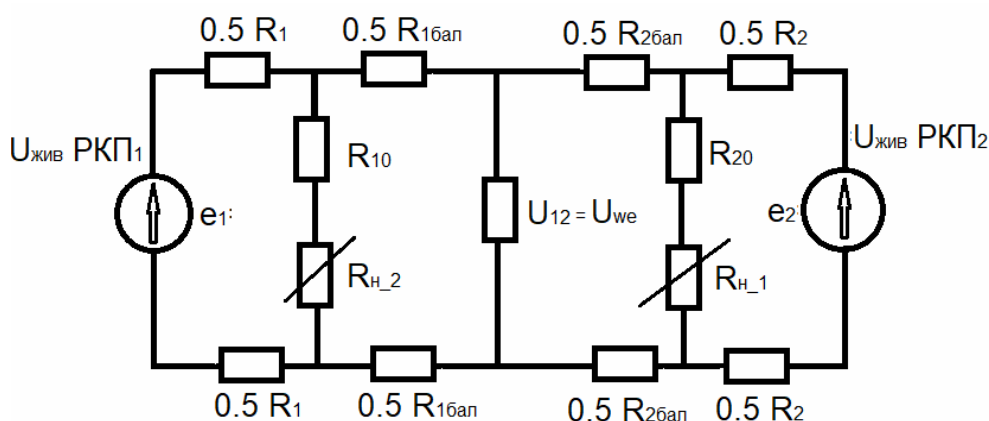 0.5 R1 0.5 R1бал 0.5 R2бал 0.5 R2
Uжив РКП1 Uжив РКП2
R10 R20
e1: U12 = Uwe e2:
Rн_2 Rн_1
0.5 R1 0.5 R1бал 0.5 R2бал 0.5 R2